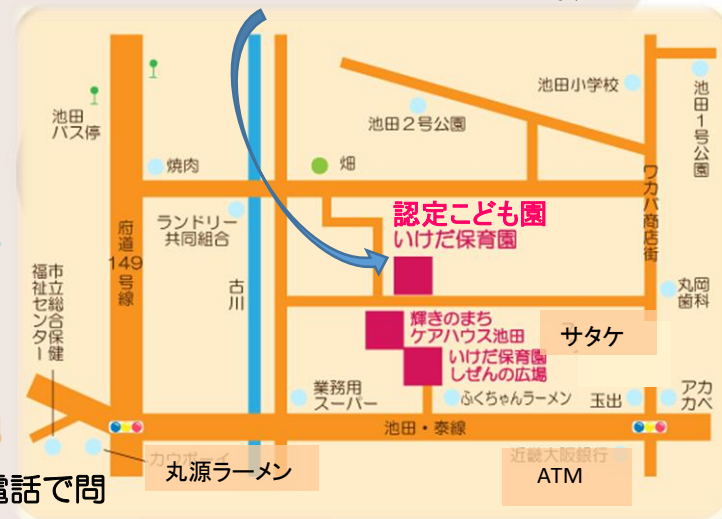 池田小学校
池田1号公園
池田
バス停
池田2号公園
焼肉
畑
ワカバ商店街
認定こども園
いけだ保育園
ランドリー
共同組合
府道
149
号線
古川
市立総合保健
福祉センター
丸岡
歯科
輝きのまち
ケアハウス池田
サタケ
いけだ保育園
しぜんの広場
業務用
スーパー
ふくちゃんラーメン
玉出
アカ
カベ
池田・泰線
カウボーイ
丸源ラーメン
近畿大阪銀行
ATM
電話で問